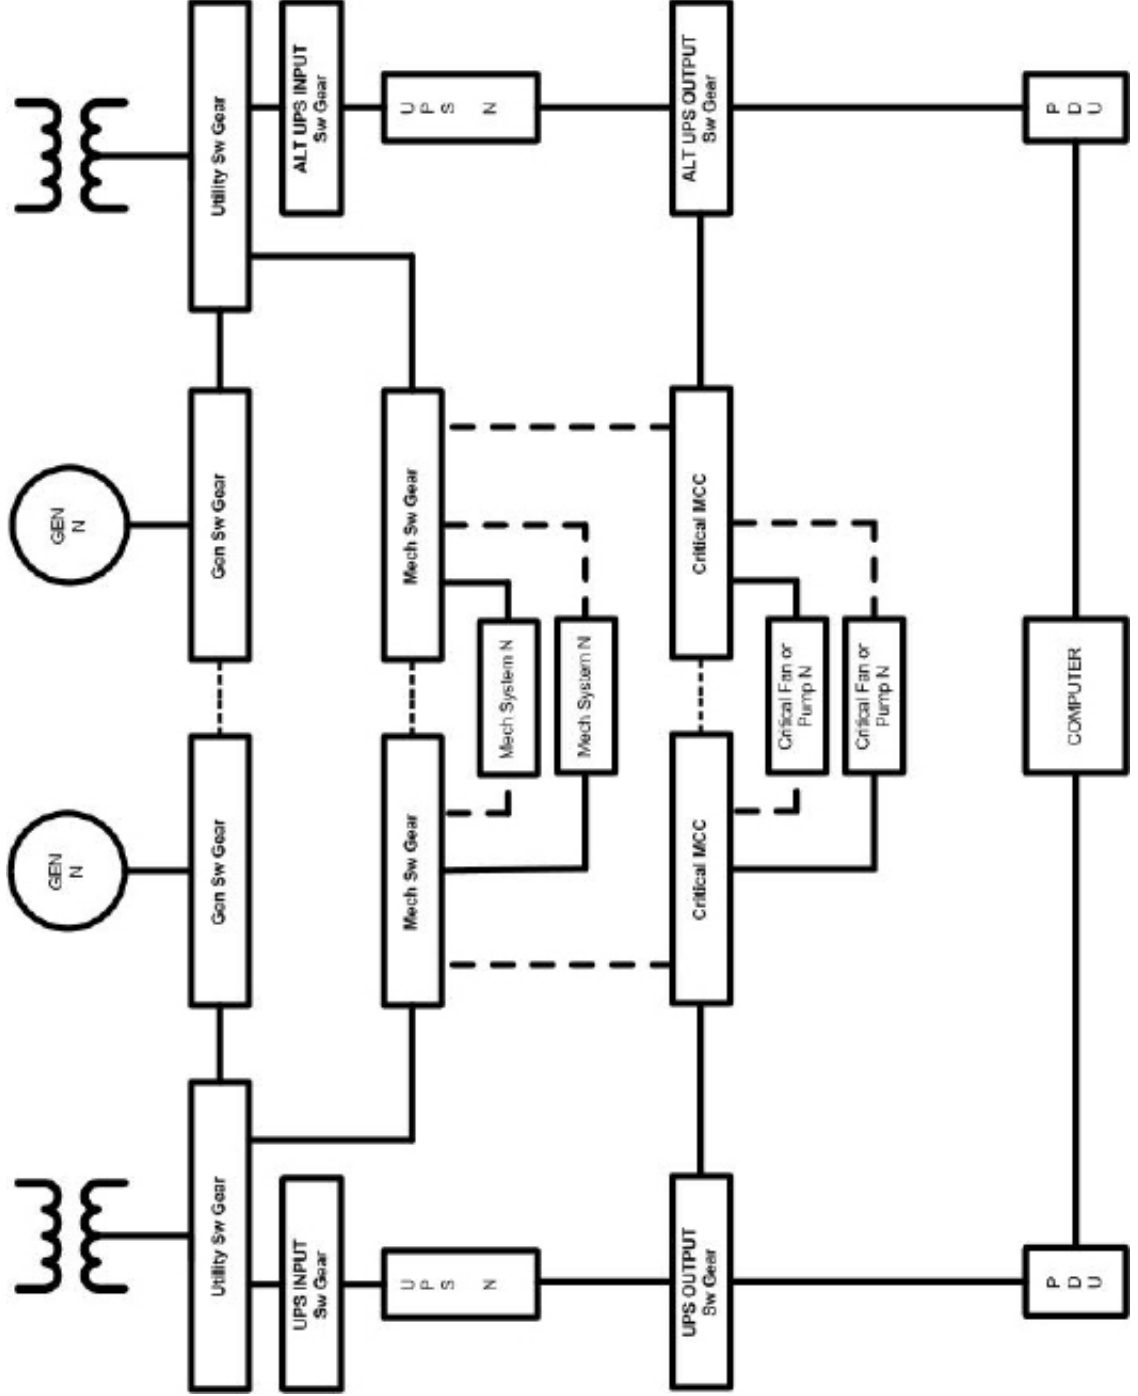 GEN
N
GEN
N
Utility Sw Gear
Gen Sw Gear
Gen Sw Gear
Utility Sw Gear
UPS INPUT
Sw Gear
ALT UPS INPUT
Sw Gear
U
P
S
N
Mech Sw Gear
Mech Sw Gear
U
P
S
N
Mech System N
Mech System N
UPS OUTPUT
Sw Gear
Critical MCC
Critical MCC
ALT UPS OUTPUT
Sw Gear
Critical Fan or
Pump N
Critical Fan or
Pump N
P
D
U
COMPUTER
P
D
U